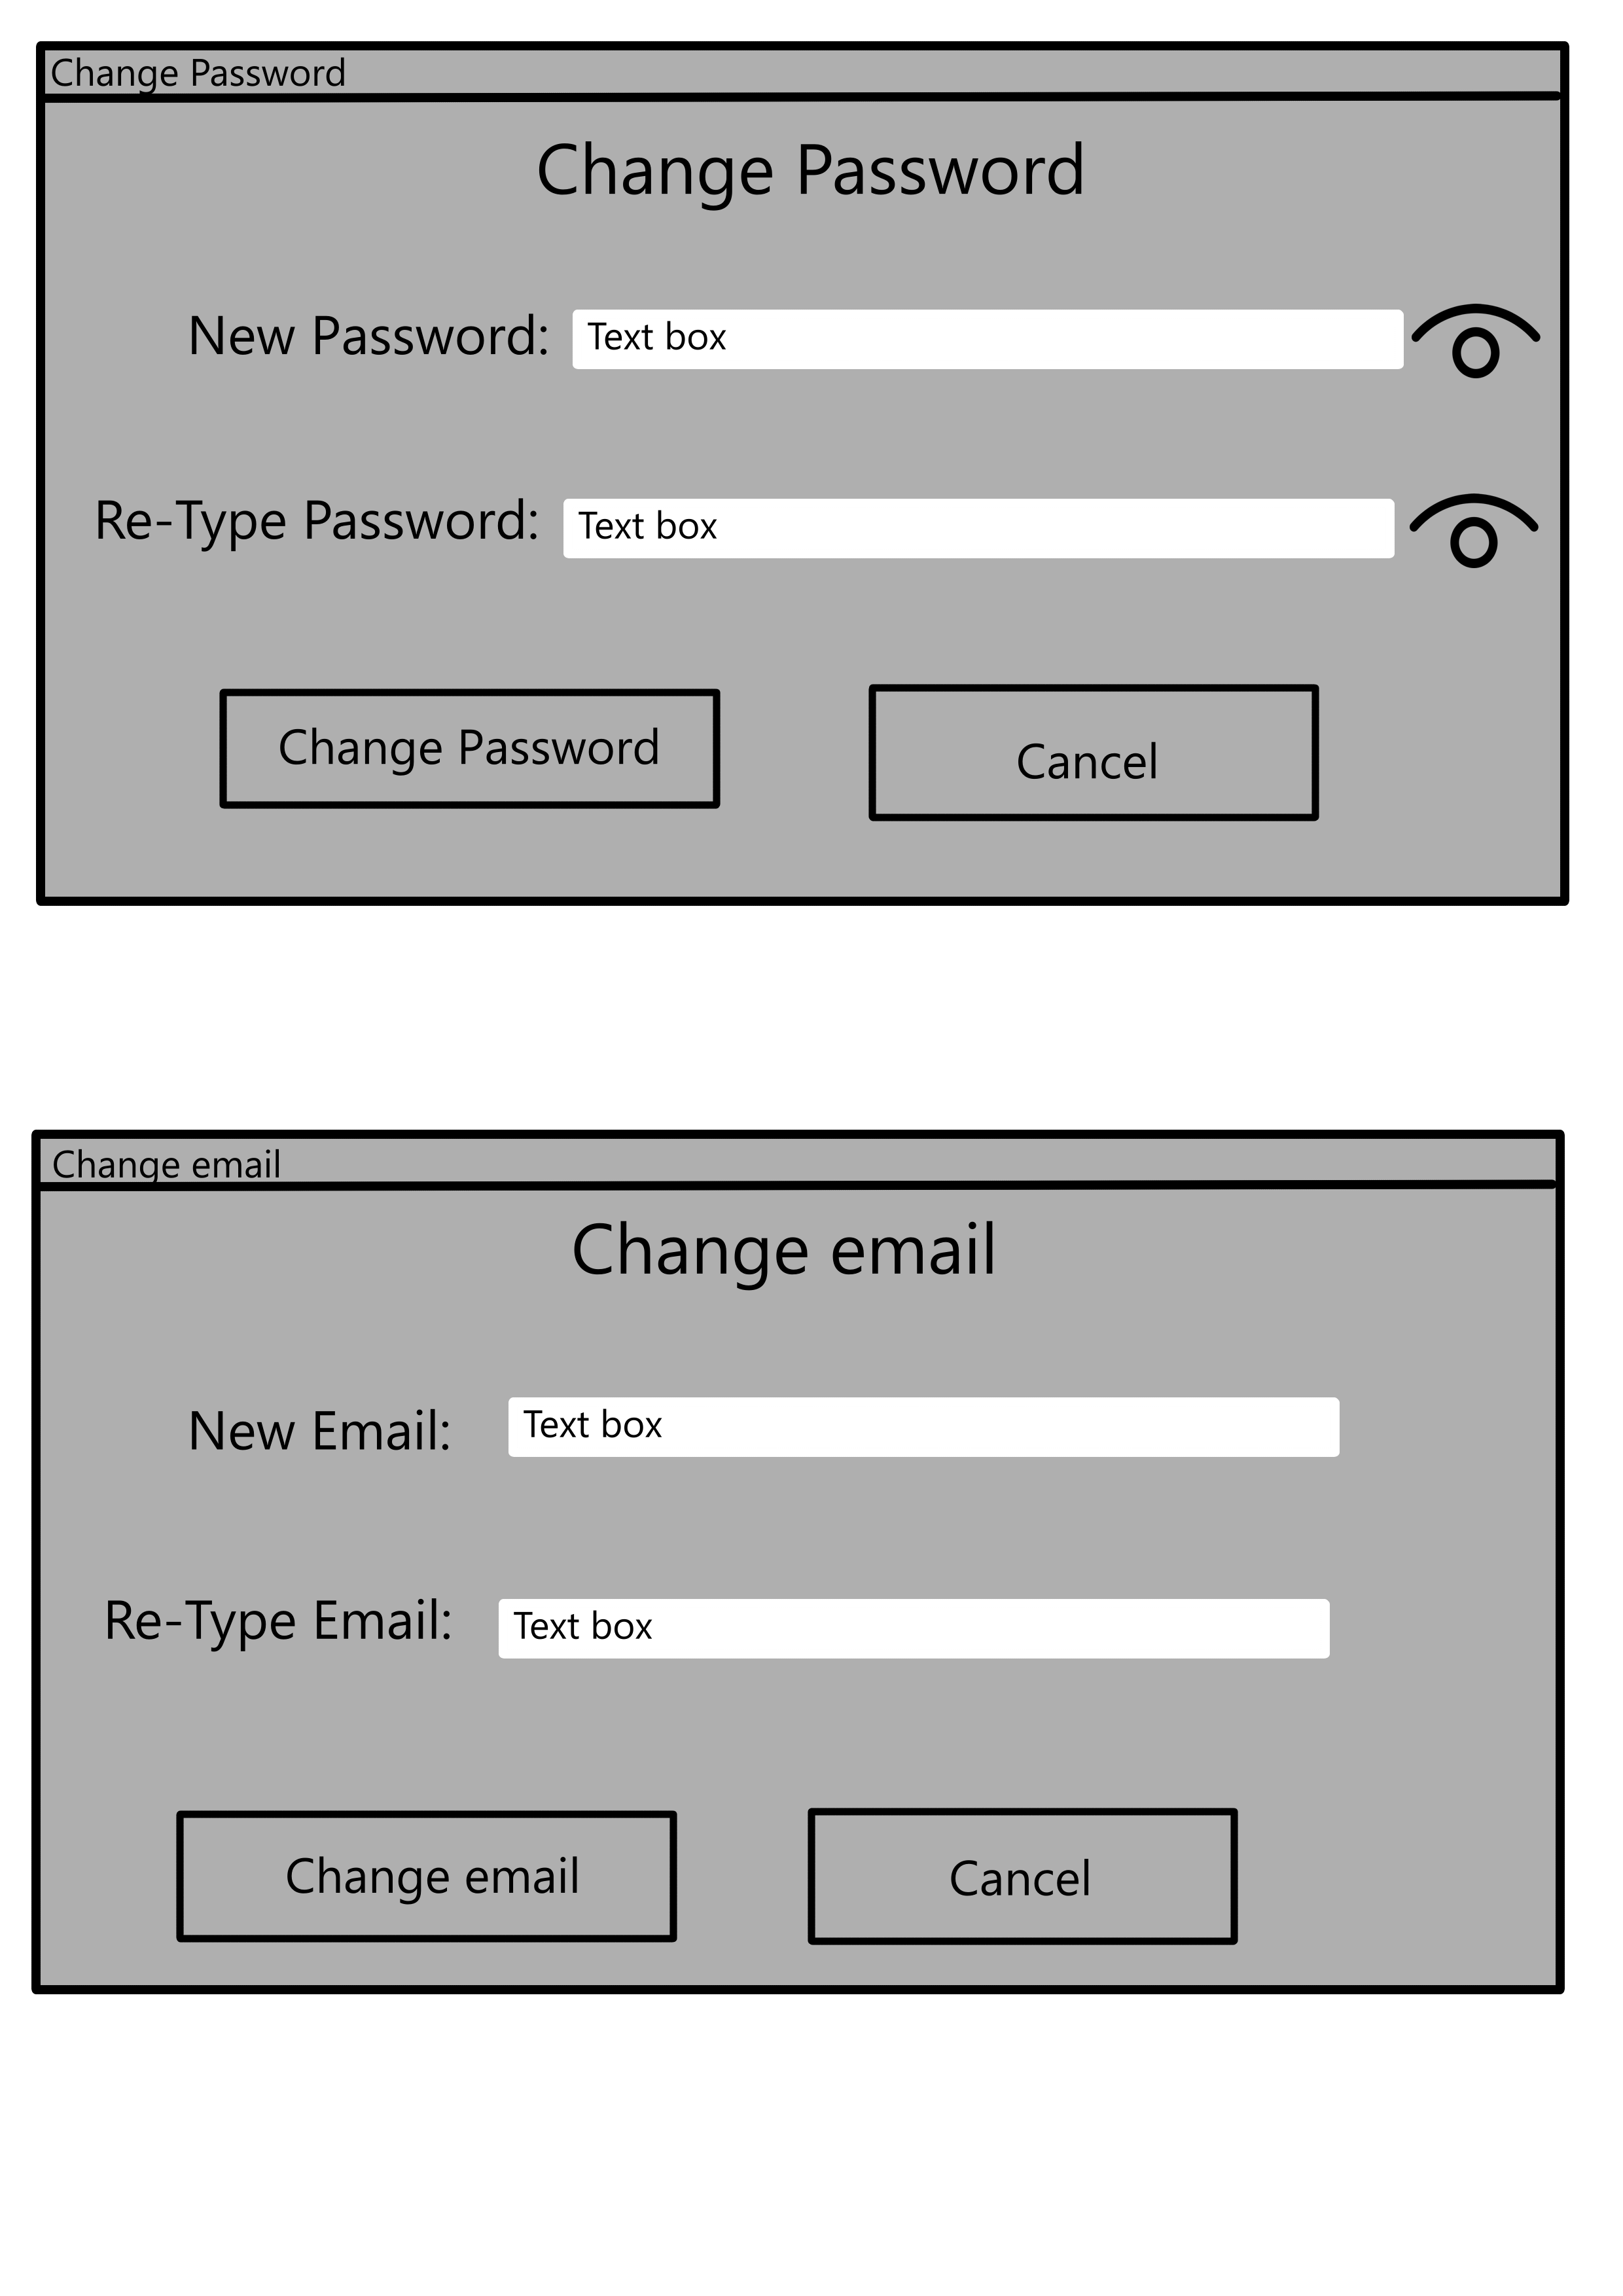 Change Password
Change Password
New Password: Text box
Re-Type Password: Text box
Change Password Cancel
Change email
Change email
New Email: Text box
Re-Type Email: Text box
Change email Cancel